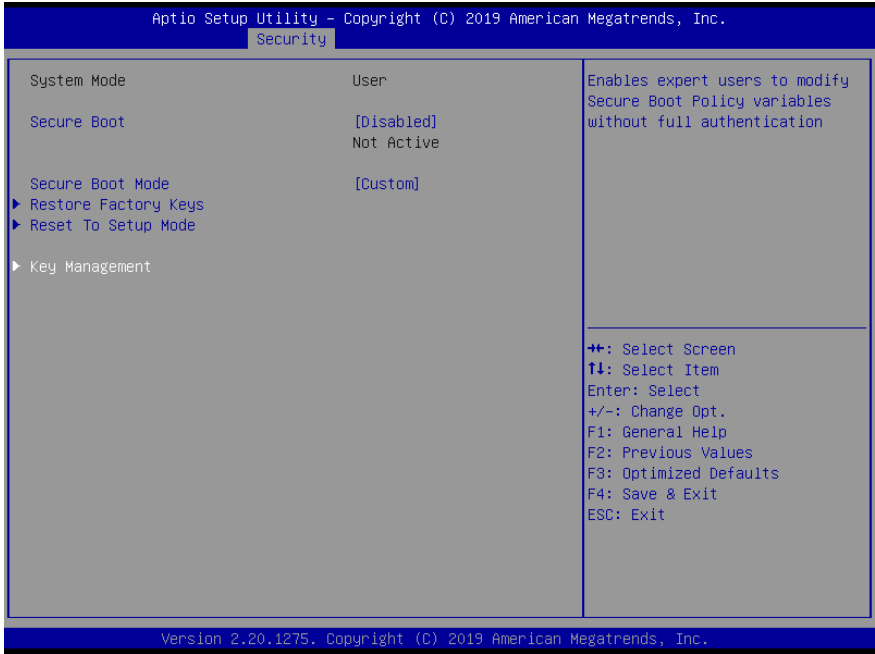 Aptio Setup Utility – Copyright (C) 2019 American Megatrends, Inc.
Security
System Mode User
Secure Boot [Disabled]
Not Active
Secure Boot Mode [Custom]
Restore Factory Keys
Reset To Setup Mode
Key Management
Enables expert users to modify
Secure Boot Policy variables
without full authentication
→←: Select Screen
↑↓: Select Item
Enter: Select
+/-: Change Opt.
F1: General Help
F2: Previous Values
F3: Optimized Defaults
F4: Save & Exit
ESC: Exit
Version 2.20.1275. Copyright (C) 2019 American Megatrends, Inc.